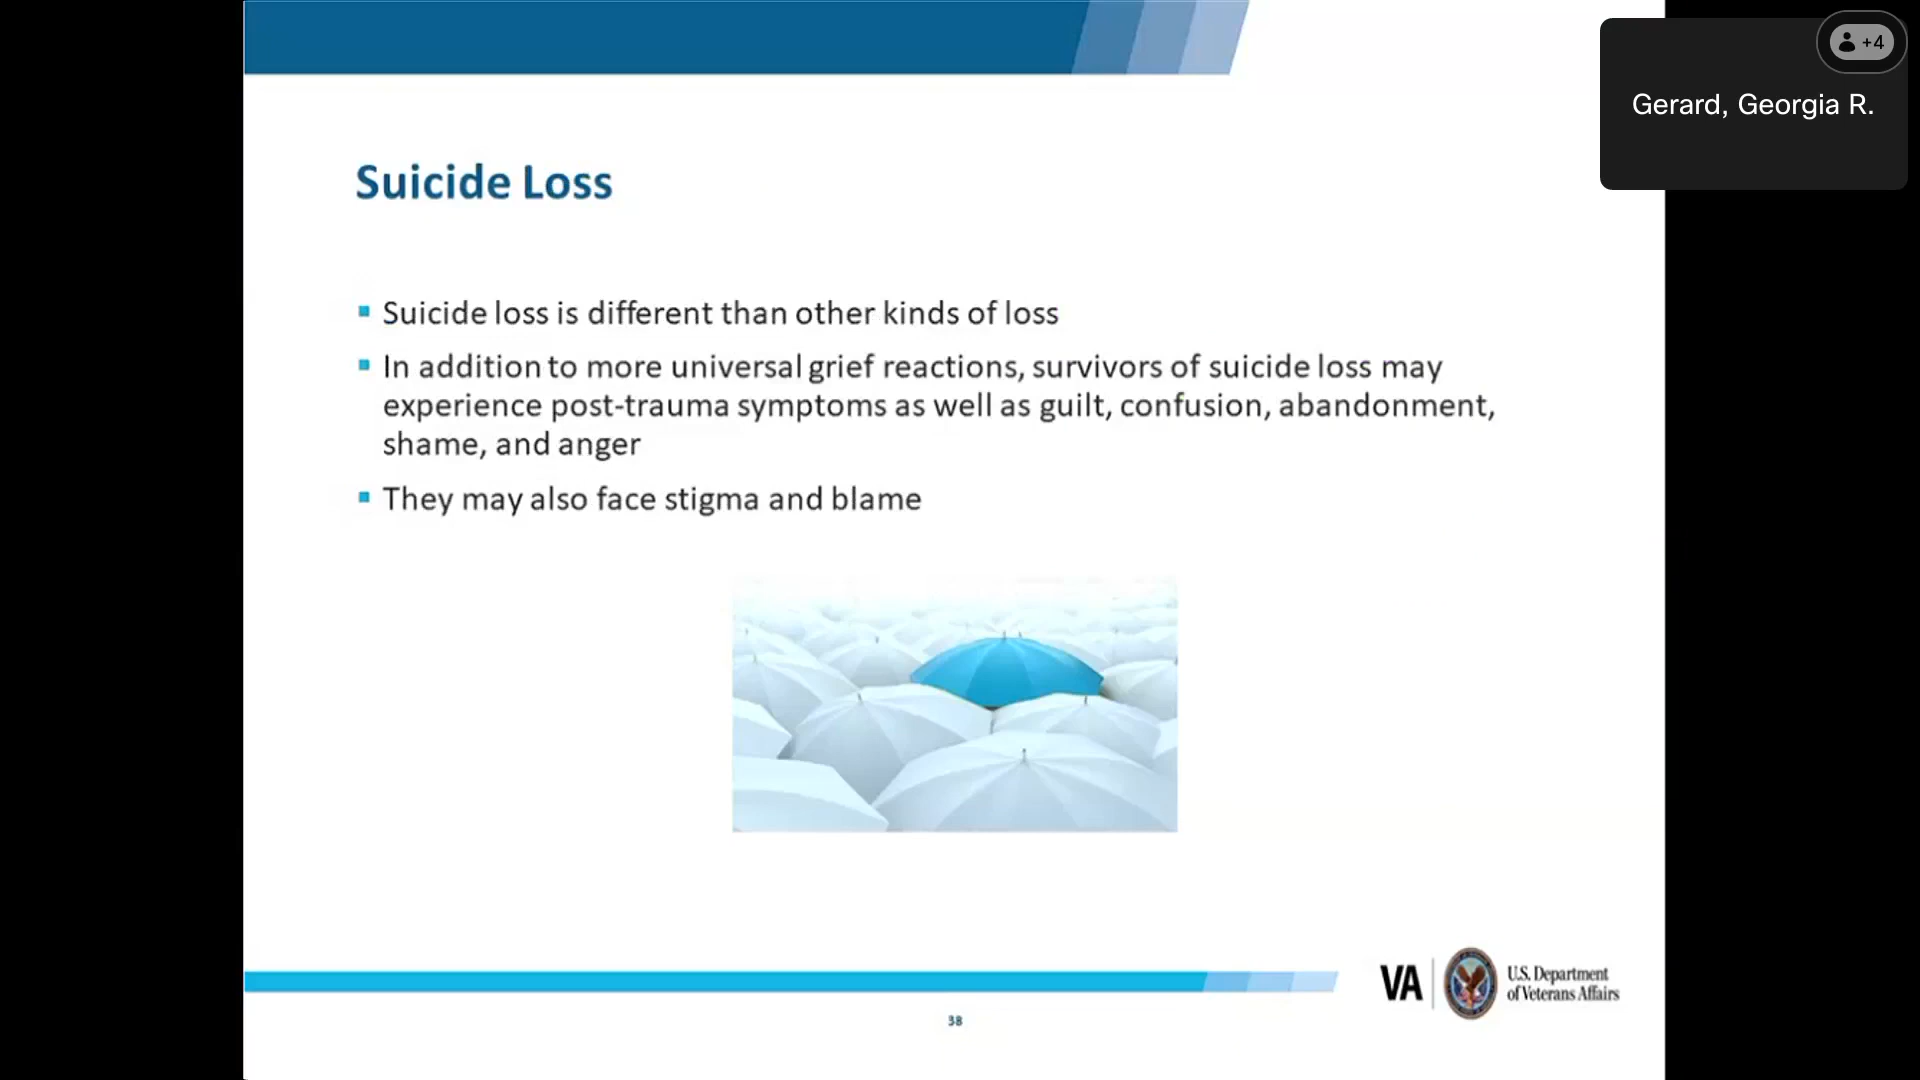 +4
Gerard, Georgia R.
Suicide Loss
Suicide loss is different than other kinds of loss
In addition to more universal grief reactions, survivors of suicide loss may
experience post-trauma symptoms as well as guilt, confusion, abandonment,
shame, and anger
They may also face stigma and blame
VA
U.S. Department
of Veterans Affairs
38